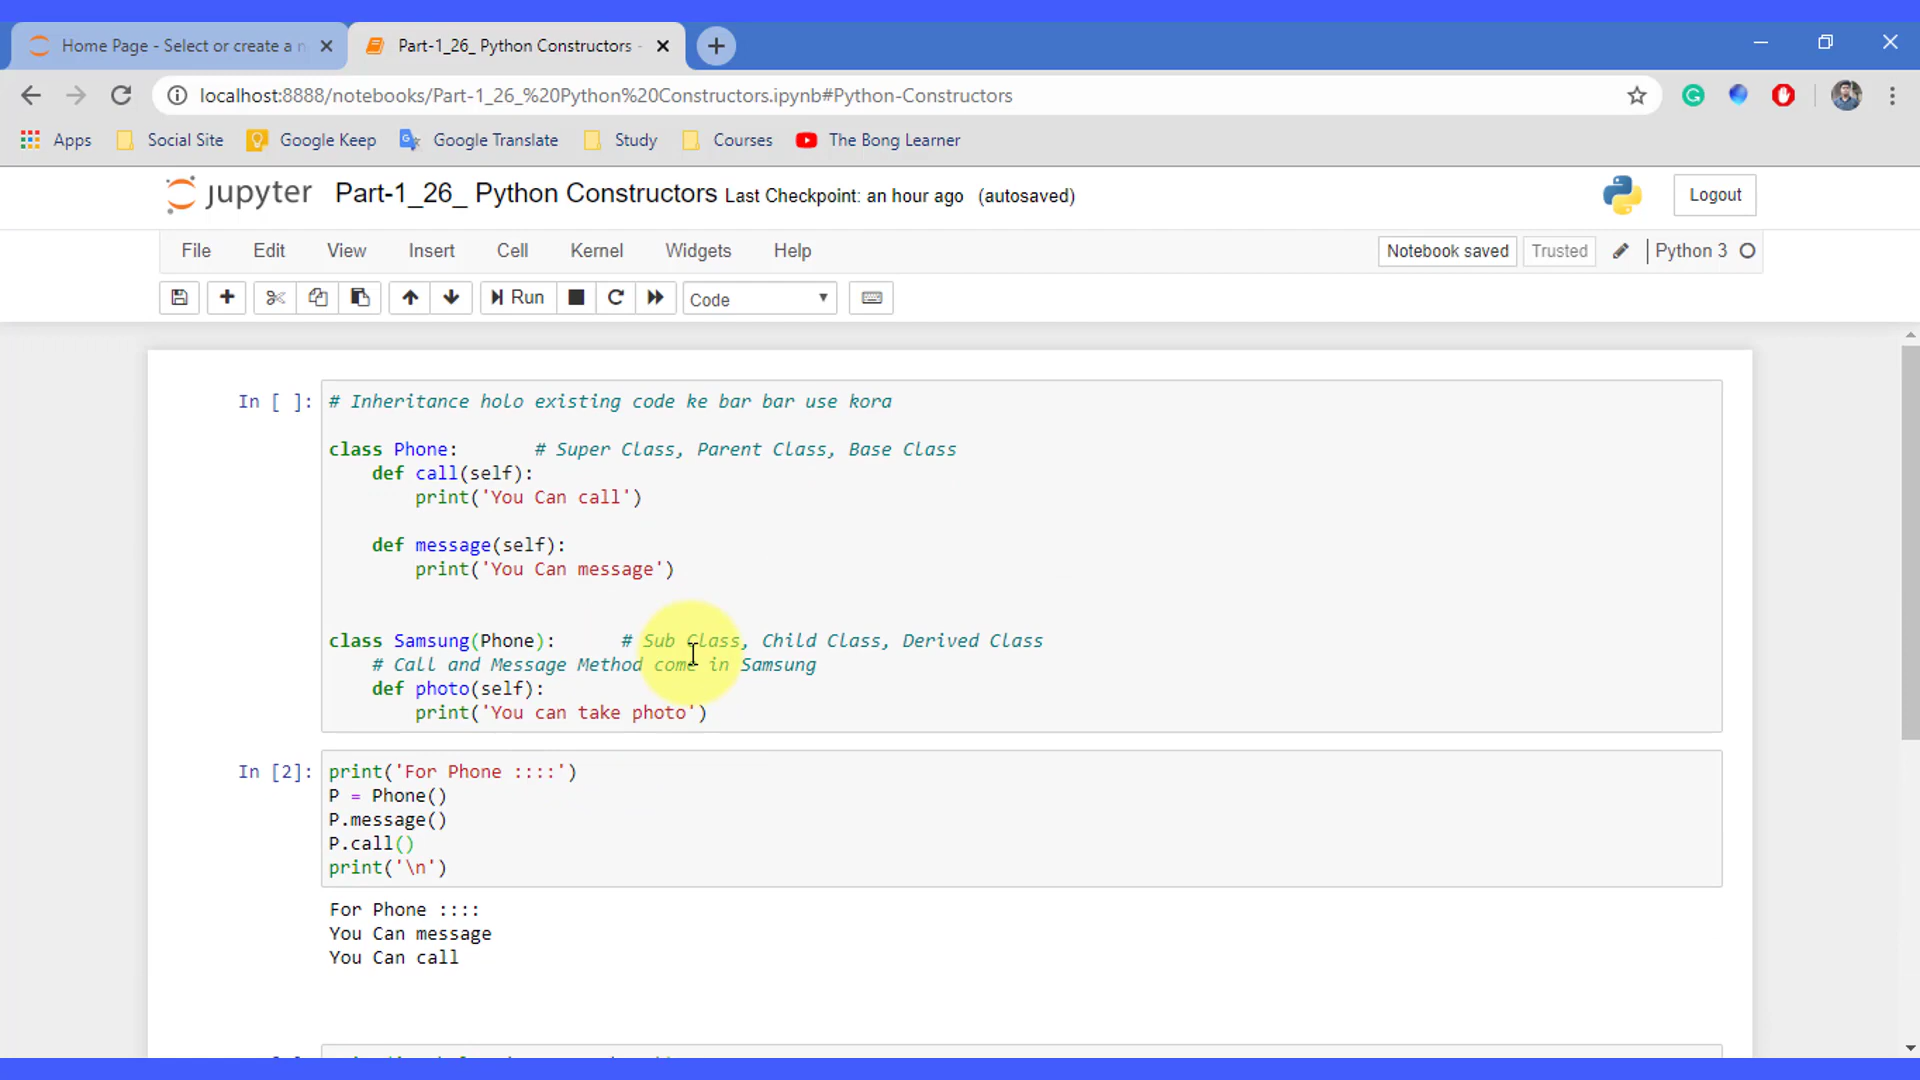 Home Page - Select or create a n
Part-1_26_ Python Constructors -
localhost:8888/notebooks/Part-1_26_%20Python%20Constructors.ipynb#Python-Constructors
Apps Social Site Google Keep Google Translate Study Courses The Bong Learner
jupyter Part-1_26_ Python Constructors Last Checkpoint: an hour ago (autosaved) Logout
File Edit View Insert Cell Kernel Widgets Help Notebook saved Trusted Python 3
Run Code
In [ ]: # Inheritance holo existing code ke bar bar use kora
class Phone: # Super Class, Parent Class, Base Class
def call(self):
print('You Can call')
def message(self):
print('You Can message')
class Samsung(Phone): # Sub Class, Child Class, Derived Class
# Call and Message Method come in Samsung
def photo(self):
print('You can take photo')
In [2]: print('For Phone ::::')
P = Phone()
P.message()
P.call()
print('\n')
For Phone ::::
You Can message
You Can call